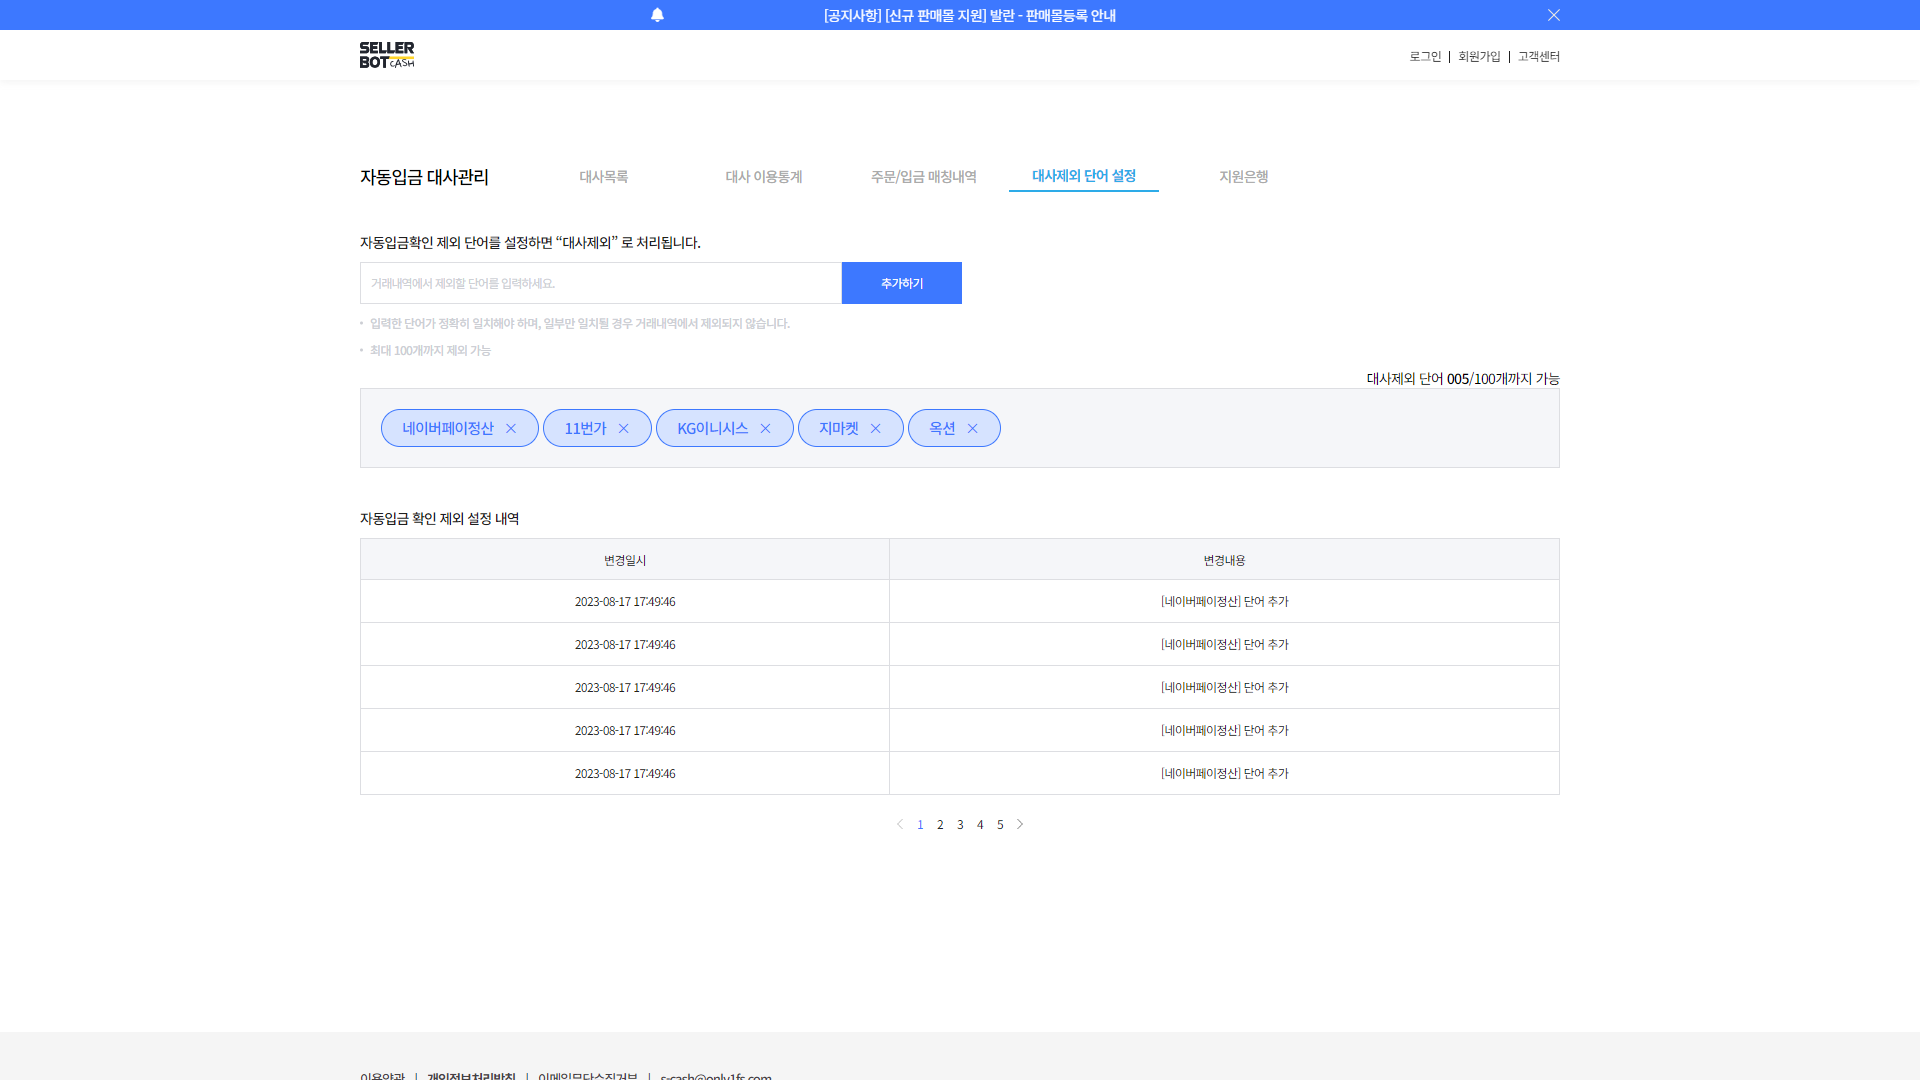 [공지사항] [신규 판매몰 지원] 발란 - 판매몰등록 안내
SELLER
BOT CASH
로그인 | 회원가입 | 고객센터
자동입금 대사관리
대사목록
대사 이용통계
주문/입금 매칭내역
대사제외 단어 설정
지원은행
자동입금확인 제외 단어를 설정하면 “대사제외” 로 처리됩니다.
거래내역에서 제외할 단어를 입력하세요.
추가하기
• 입력한 단어가 정확히 일치해야 하며, 일부만 일치될 경우 거래내역에서 제외되지 않습니다.
• 최대 100개까지 제외 가능
대사제외 단어 005/100개까지 가능
네이버페이정산
11번가
KG이니시스
지마켓
옥션
자동입금 확인 제외 설정 내역
변경일시 변경내용
2023-08-17 17:49:46 [네이버페이정산] 단어 추가
2023-08-17 17:49:46 [네이버페이정산] 단어 추가
2023-08-17 17:49:46 [네이버페이정산] 단어 추가
2023-08-17 17:49:46 [네이버페이정산] 단어 추가
2023-08-17 17:49:46 [네이버페이정산] 단어 추가
1 2 3 4 5
이용약관 | 개인정보처리방침 | 이메일무단수집거부 | s-cash@only1fs.com